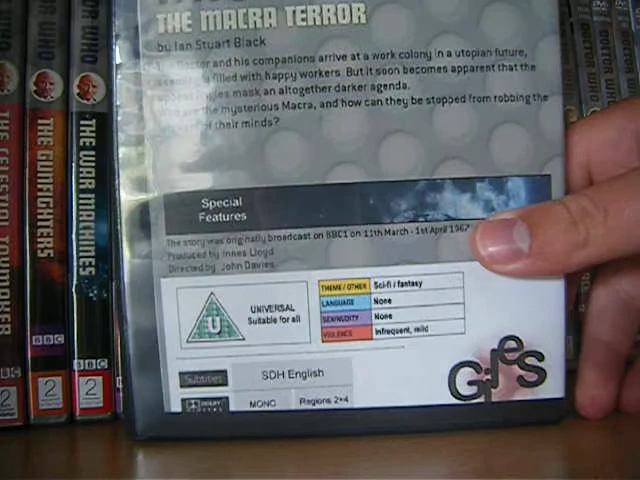 THE MACRA TERROR
by Ian Stuart Black
Doctor and his companions arrive at a work colony in a utopian future,
filled with happy workers. But it soon becomes apparent that the
mask an altogether darker agenda.
the mysterious Macra, and how can they be stopped from robbing the
of their minds?
Special
Features
The story was originally broadcast on BBC1 on 11th March - 1st April 1967
Produced by Innes Lloyd
Directed by John Davies
U
UNIVERSAL
Suitable for all
THEME / OTHER Sci-fi / fantasy
LANGUAGE None
SEX/NUDITY None
VIOLENCE Infrequent, mild
Subtitles SDH English
DOLBY DIGITAL MONO Regions 2+4
Giles
THE CELESTIAL TOYMAKER
BBC
2
WHO
THE GUNFIGHTERS
BBC
2
DOCTOR WHO
THE WAR MACHINES
BBC
2
DOCTOR WHO